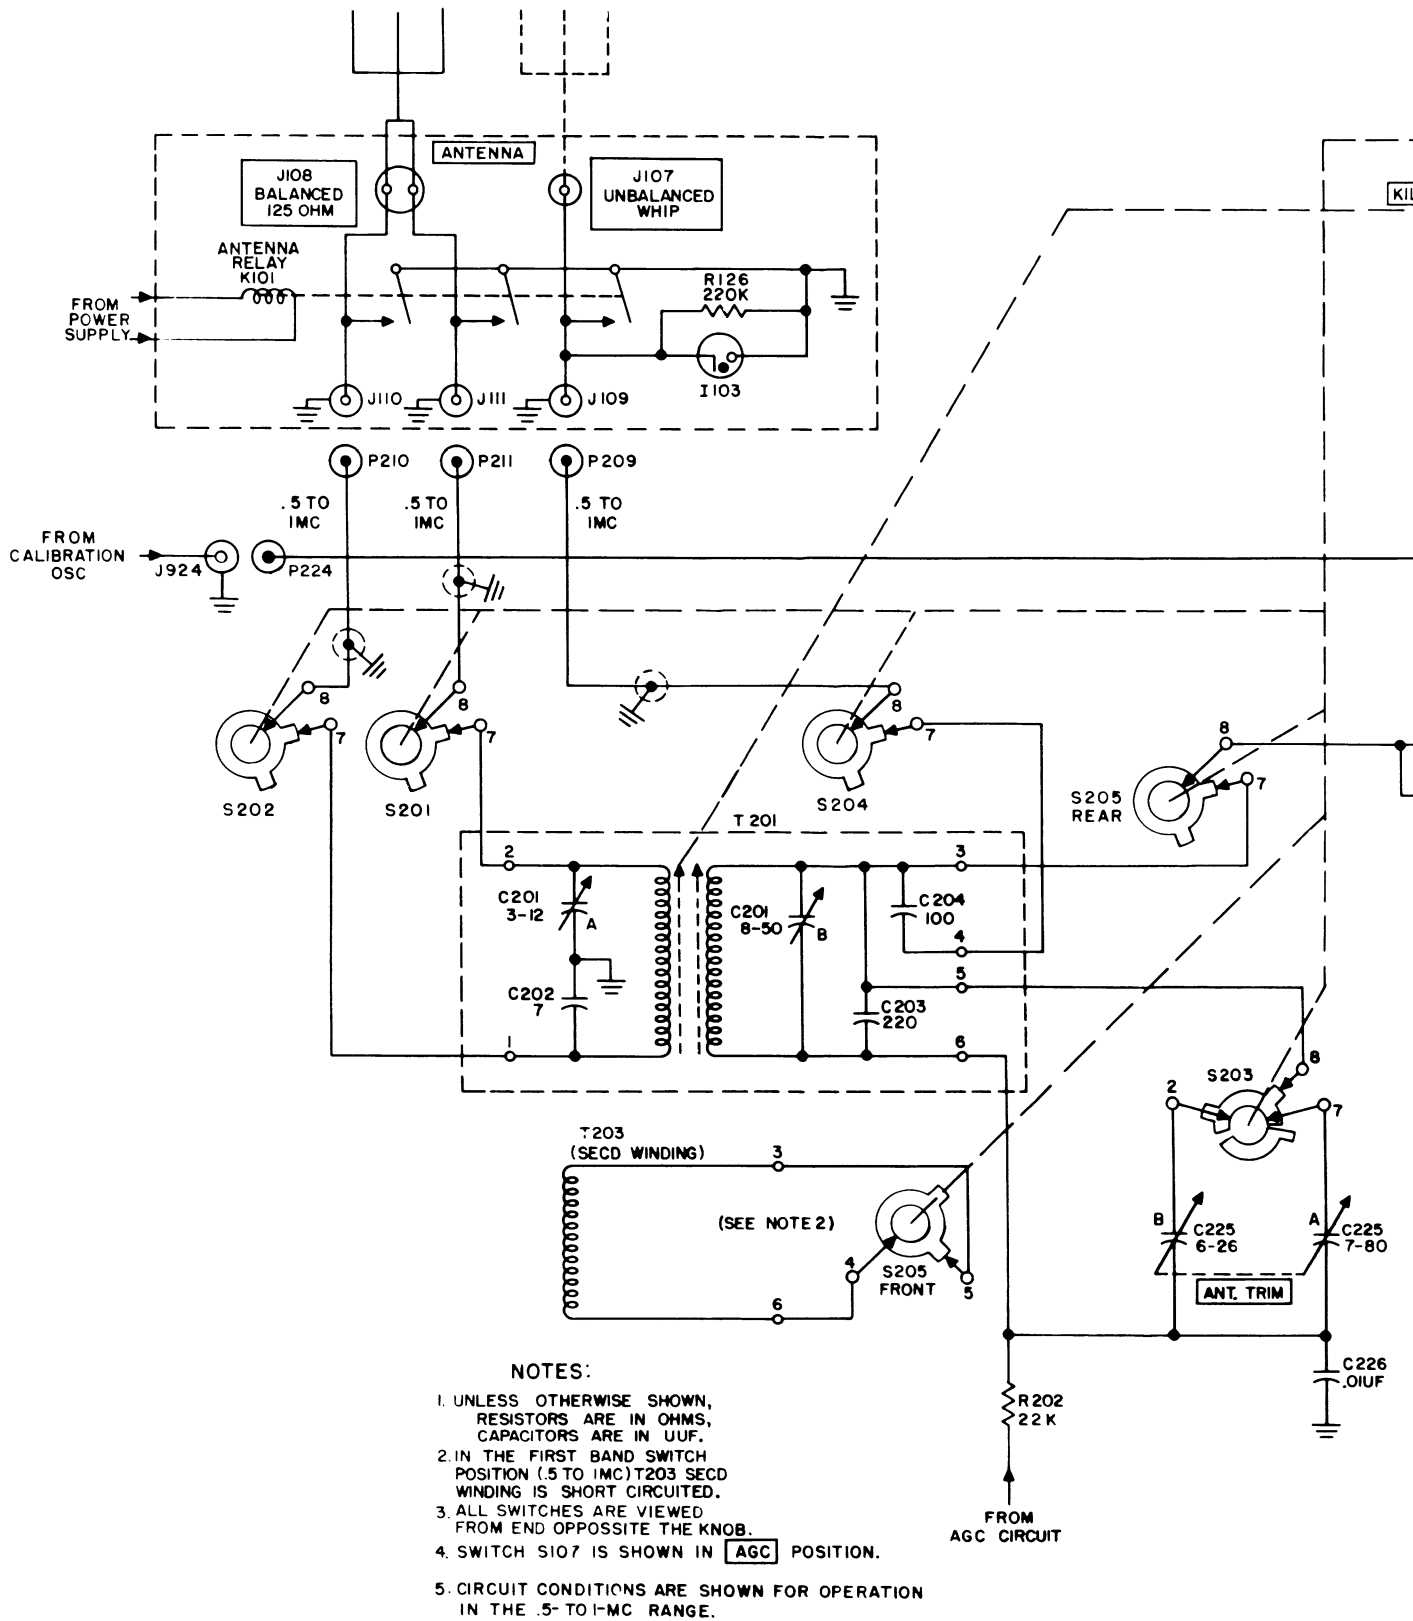 ANTENNA
J108
BALANCED
125 OHM
J107
UNBALANCED
WHIP
KIL
ANTENNA
RELAY
K101
R126
220K
FROM
POWER
SUPPLY
I103
J110
J111
J109
P210
P211
P209
.5 TO
1MC
.5 TO
1MC
.5 TO
1MC
FROM
CALIBRATION
OSC
J924
P224
8
7
8
7
8
7
8
7
S202
S201
S204
S205
REAR
T201
2
3
C201
3-12
A
C201
8-50
B
C204
100
4
5
C202
7
C203
220
1
6
S203
8
2
7
T203
(SECD WINDING)
3
(SEE NOTE 2)
B
C225
6-26
A
C225
7-80
4
S205
FRONT
5
ANT. TRIM
6
NOTES:
1. UNLESS OTHERWISE SHOWN,
RESISTORS ARE IN OHMS,
CAPACITORS ARE IN UUF.
2. IN THE FIRST BAND SWITCH
POSITION (.5 TO 1MC) T203 SECD
WINDING IS SHORT CIRCUITED.
3. ALL SWITCHES ARE VIEWED
FROM END OPPOSSITE THE KNOB.
4. SWITCH S107 IS SHOWN IN AGC POSITION.
5. CIRCUIT CONDITIONS ARE SHOWN FOR OPERATION
IN THE .5- TO 1-MC RANGE.
C226
.01UF
R202
22K
FROM
AGC CIRCUIT